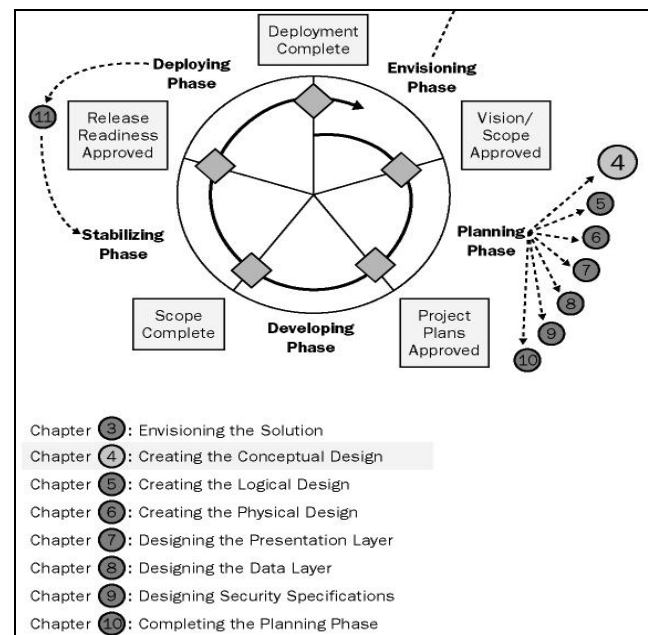 Deployment
Complete
Deploying
Phase
Envisioning
Phase
11
Release
Readiness
Approved
Vision/
Scope
Approved
4
5
Stabilizing
Phase
Planning
Phase
6
7
8
9
10
Scope
Complete
Developing
Phase
Project
Plans
Approved
Chapter 3: Envisioning the Solution
Chapter 4: Creating the Conceptual Design
Chapter 5: Creating the Logical Design
Chapter 6: Creating the Physical Design
Chapter 7: Designing the Presentation Layer
Chapter 8: Designing the Data Layer
Chapter 9: Designing Security Specifications
Chapter 10: Completing the Planning Phase